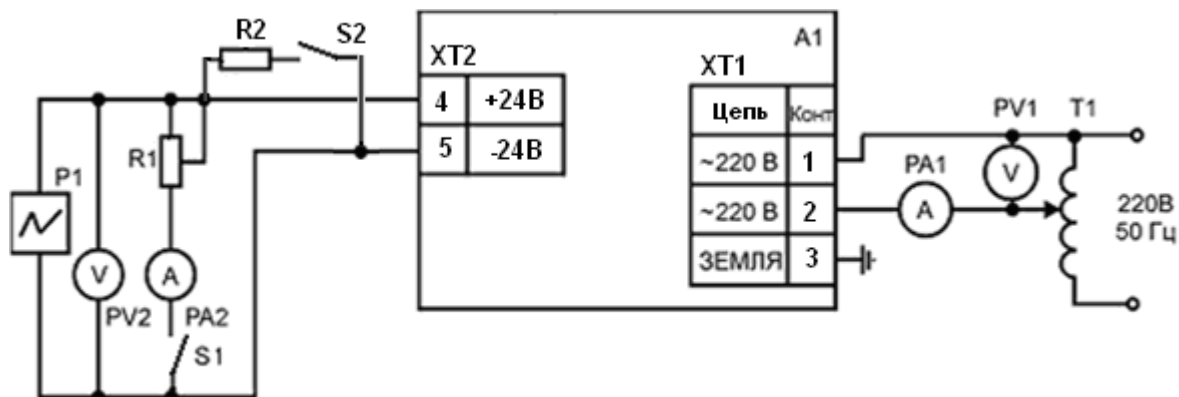 R2
S2
A1
XT2
XT1
4 +24В
5 -24В
Цепь Конт
~220 В 1
~220 В 2
ЗЕМЛЯ 3
PV1
T1
PA1
V
A
220В
50 Гц
R1
P1
V
A
PV2
PA2
S1